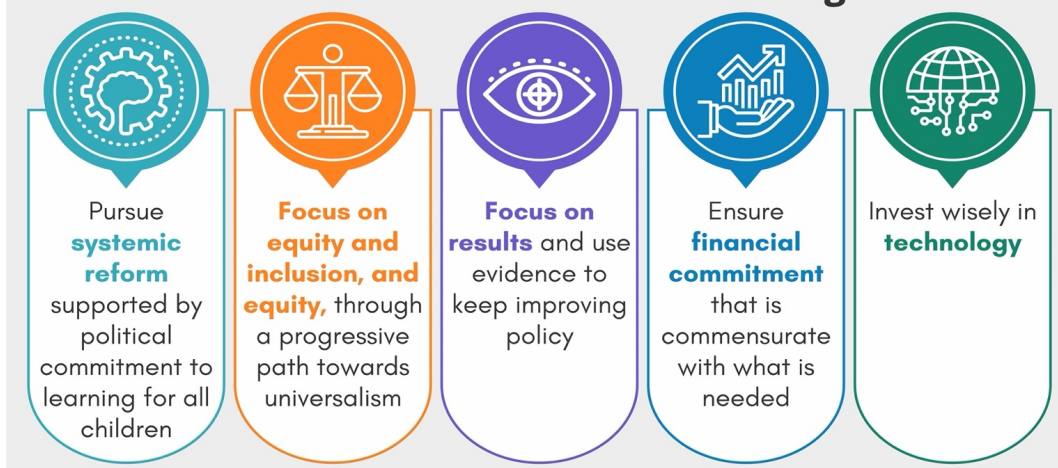 Pursue
systemic
reform
supported by
political
commitment to
learning for all
children
Focus on
equity and
inclusion, and
equity, through
a progressive
path towards
universalism
Focus on
results and use
evidence to
keep improving
policy
Ensure
financial
commitment
that is
commensurate
with what is
needed
Invest wisely in
technology